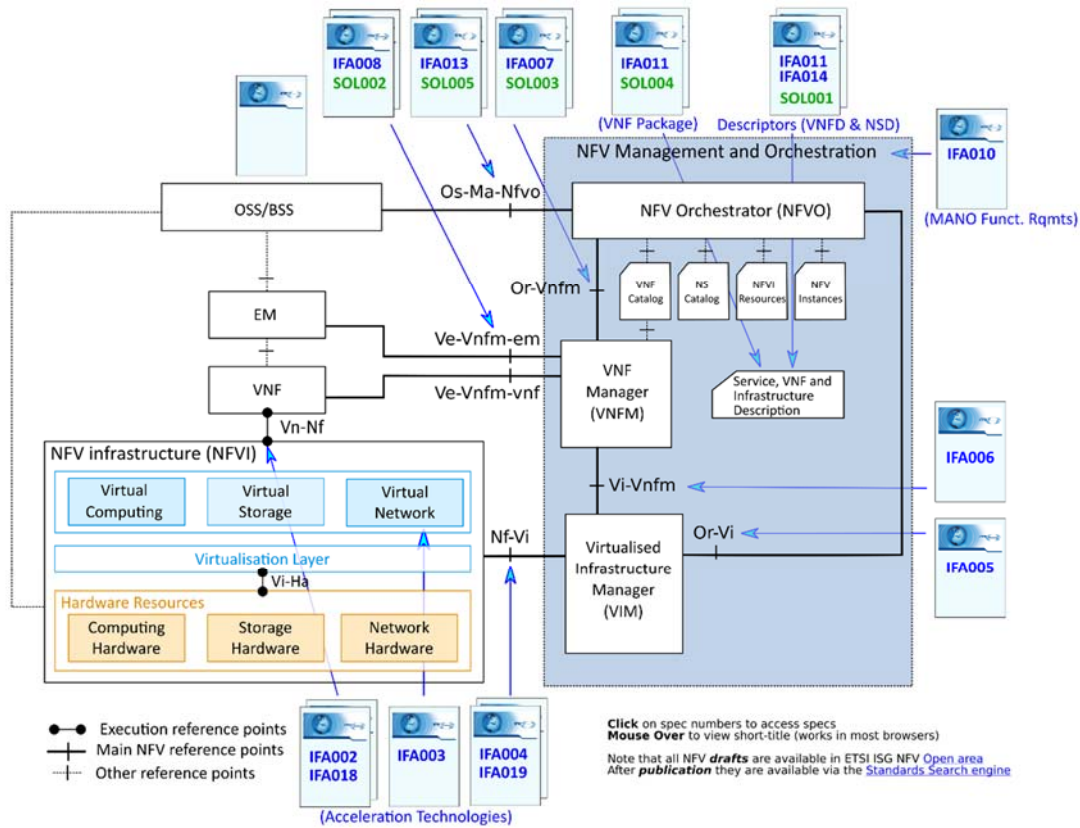 IFA008
SOL002
IFA013
SOL005
IFA007
SOL003
IFA011
SOL004
IFA011
IFA014
SOL001
(VNF Package)
Descriptors (VNFD & NSD)
NFV Management and Orchestration
IFA010
(MANO Funct. Rqmts)
OSS/BSS
Os-Ma-Nfvo
NFV Orchestrator (NFVO)
Or-Vnfm
VNF
Catalog
NS
Catalog
NFVI
Resources
NFV
Instances
EM
Ve-Vnfm-em
VNF
Ve-Vnfm-vnf
VNF
Manager
(VNFM)
Service, VNF and
Infrastructure
Description
Vn-Nf
NFV infrastructure (NFVI)
Virtual
Computing
Virtual
Storage
Virtual
Network
Virtualisation Layer
Vi-Ha
Hardware Resources
Computing
Hardware
Storage
Hardware
Network
Hardware
Nf-Vi
Vi-Vnfm
IFA006
Or-Vi
IFA005
Virtualised
Infrastructure
Manager
(VIM)
Execution reference points
Main NFV reference points
Other reference points
IFA002
IFA018
IFA003
IFA004
IFA019
(Acceleration Technologies)
Click on spec numbers to access specs
Mouse Over to view short-title (works in most browsers)
Note that all NFV drafts are available in ETSI ISG NFV Open area
After publication they are available via the Standards Search engine